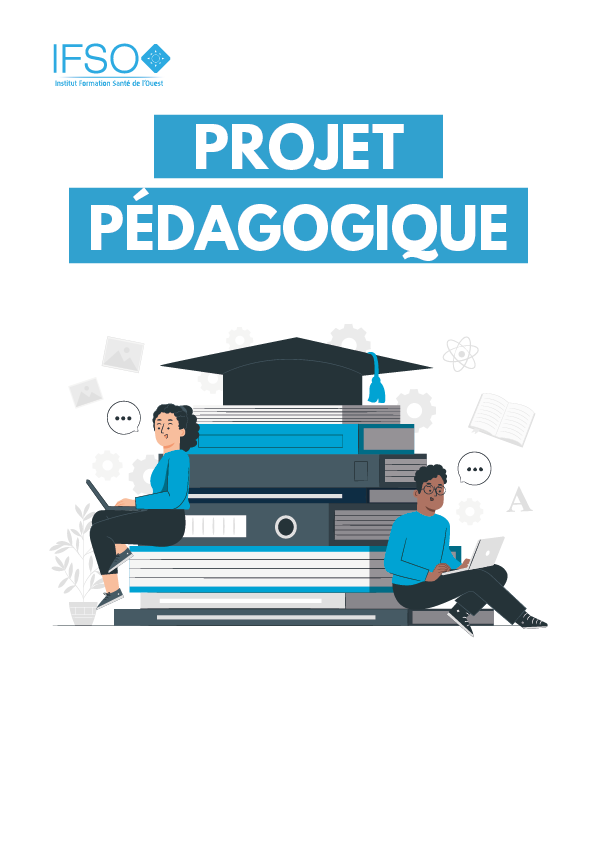 IFSO
Institut Formation Santé de l'Ouest
PROJET
PÉDAGOGIQUE
A